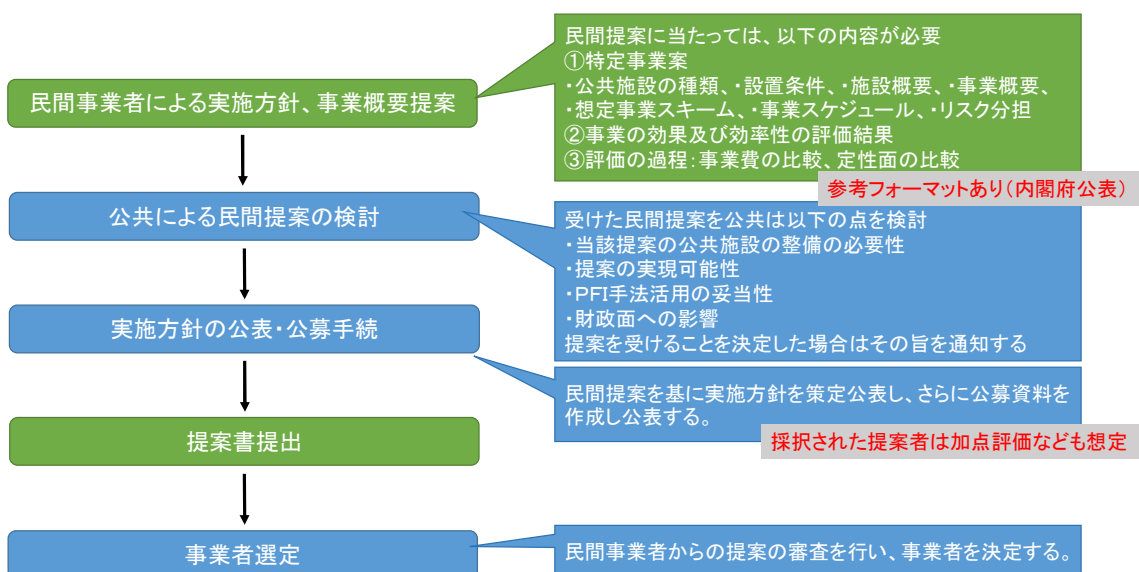 民間事業者による実施方針、事業概要提案
民間提案に当たっては、以下の内容が必要
①特定事業案
・公共施設の種類、・設置条件、・施設概要、・事業概要、
・想定事業スキーム、・事業スケジュール、・リスク分担
②事業の効果及び効率性の評価結果
③評価の過程：事業費の比較、定性面の比較
参考フォーマットあり（内閣府公表）
公共による民間提案の検討
受けた民間提案を公共は以下の点を検討
・当該提案の公共施設の整備の必要性
・提案の実現可能性
・PFI手法活用の妥当性
・財政面への影響
提案を受けることを決定した場合はその旨を通知する
実施方針の公表・公募手続
民間提案を基に実施方針を策定公表し、さらに公募資料を
作成し公表する。
採択された提案者は加点評価なども想定
提案書提出
事業者選定
民間事業者からの提案の審査を行い、事業者を決定する。